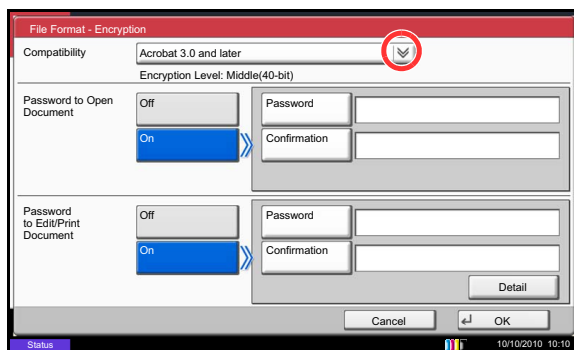 File Format - Encryption
Compatibility
Acrobat 3.0 and later
Encryption Level: Middle(40-bit)
Password to Open
Document
Off
Password
On
Confirmation
Password
to Edit/Print
Document
Off
Password
On
Confirmation
Detail
Cancel
OK
Status
10/10/2010 10:10